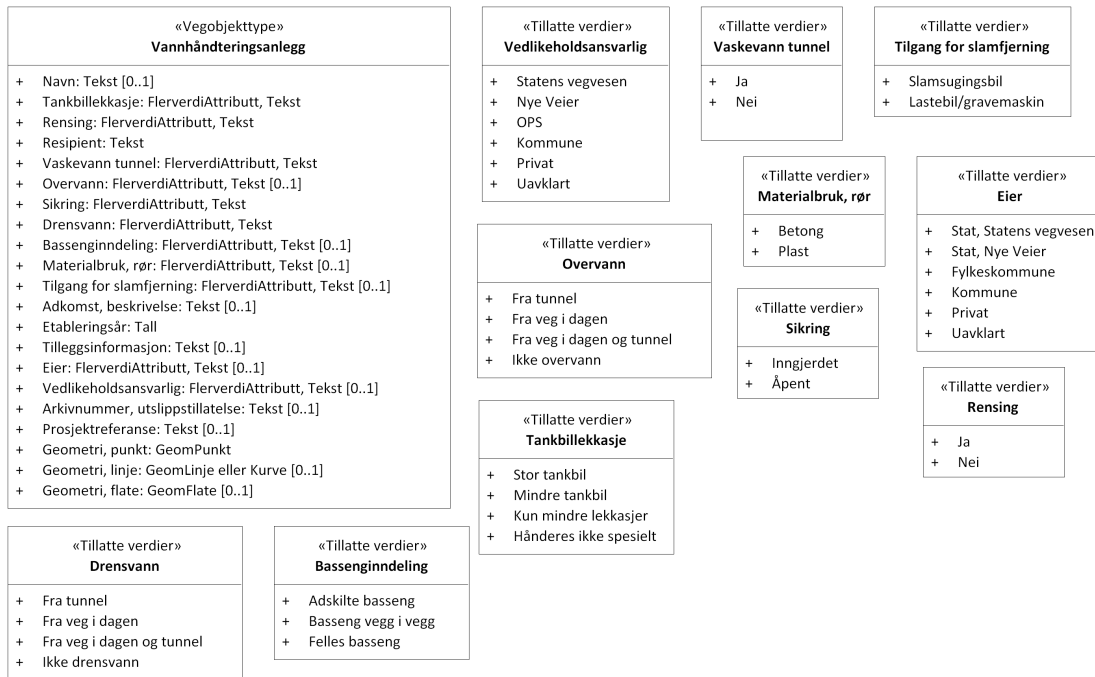 «Vegobjekttype»
Vannhåndteringsanlegg
+ Navn: Tekst [0..1]
+ Tankbillekkasje: FlerverdiAttributt, Tekst
+ Rensing: FlerverdiAttributt, Tekst
+ Resipient: Tekst
+ Vaskevann tunnel: FlerverdiAttributt, Tekst
+ Overvann: FlerverdiAttributt, Tekst [0..1]
+ Sikring: FlerverdiAttributt, Tekst
+ Drensvann: FlerverdiAttributt, Tekst
+ Bassenginndeling: FlerverdiAttributt, Tekst [0..1]
+ Materialbruk, rør: FlerverdiAttributt, Tekst [0..1]
+ Tilgang for slamfjerning: FlerverdiAttributt, Tekst [0..1]
+ Adkomst, beskrivelse: Tekst [0..1]
+ Etableringsår: Tall
+ Tilleggsinformasjon: Tekst [0..1]
+ Eier: FlerverdiAttributt, Tekst [0..1]
+ Vedlikeholdsansvarlig: FlerverdiAttributt, Tekst [0..1]
+ Arkivnummer, utslippstillatelse: Tekst [0..1]
+ Prosjektreferanse: Tekst [0..1]
+ Geometri, punkt: GeomPunkt
+ Geometri, linje: GeomLinje eller Kurve [0..1]
+ Geometri, flate: GeomFlate [0..1]
«Tillatte verdier»
Vedlikeholdsansvarlig
+ Statens vegvesen
+ Nye Veier
+ OPS
+ Kommune
+ Privat
+ Uavklart
«Tillatte verdier»
Vaskevann tunnel
+ Ja
+ Nei
«Tillatte verdier»
Tilgang for slamfjerning
+ Slamsugingsbil
+ Lastebil/gravemaskin
«Tillatte verdier»
Materialbruk, rør
+ Betong
+ Plast
«Tillatte verdier»
Eier
+ Stat, Statens vegvesen
+ Stat, Nye Veier
+ Fylkeskommune
+ Kommune
+ Privat
+ Uavklart
«Tillatte verdier»
Overvann
+ Fra tunnel
+ Fra veg i dagen
+ Fra veg i dagen og tunnel
+ Ikke overvann
«Tillatte verdier»
Sikring
+ Inngjerdet
+ Åpent
«Tillatte verdier»
Rensing
+ Ja
+ Nei
«Tillatte verdier»
Tankbillekkasje
+ Stor tankbil
+ Mindre tankbil
+ Kun mindre lekkasjer
+ Hånderes ikke spesielt
«Tillatte verdier»
Drensvann
+ Fra tunnel
+ Fra veg i dagen
+ Fra veg i dagen og tunnel
+ Ikke drensvann
«Tillatte verdier»
Bassenginndeling
+ Adskilte basseng
+ Basseng vegg i vegg
+ Felles basseng